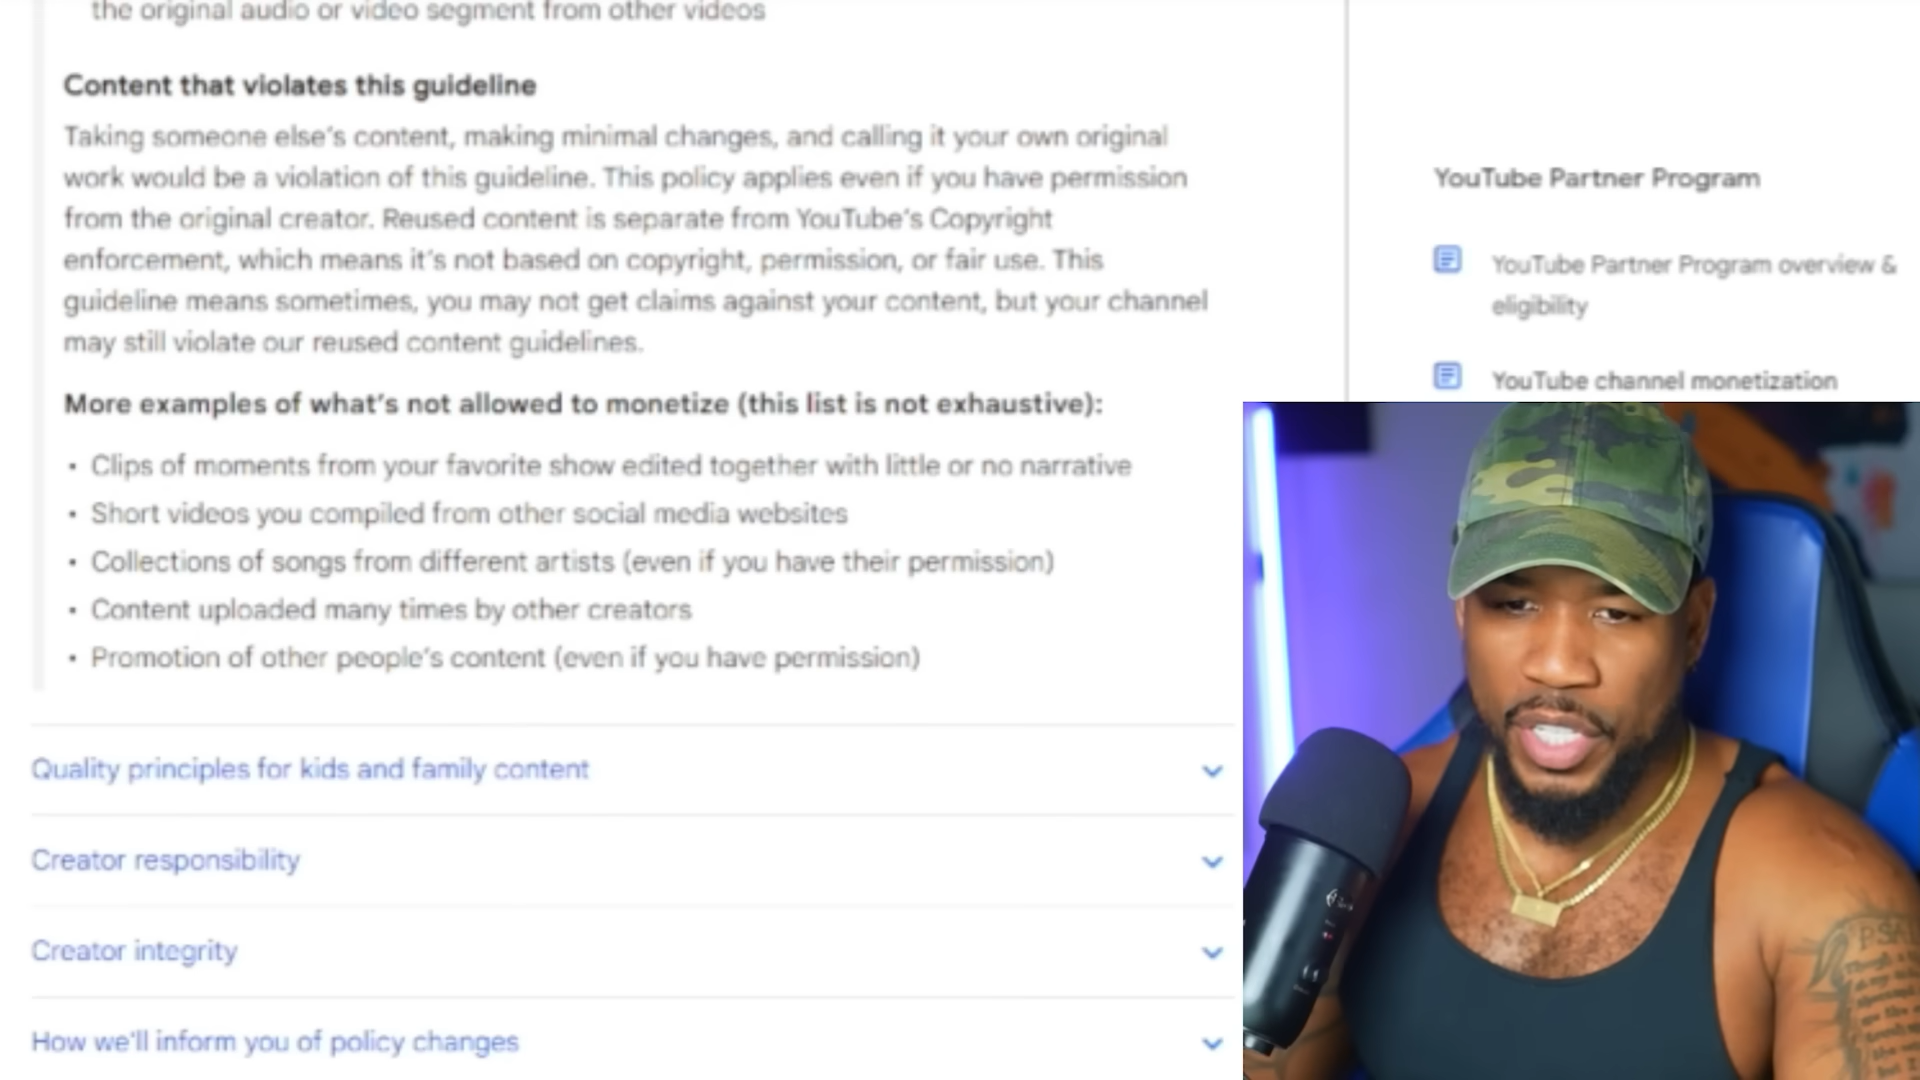 the original audio or video segment from other videos
Content that violates this guideline
Taking someone else's content, making minimal changes, and calling it your own original
work would be a violation of this guideline. This policy applies even if you have permission
from the original creator. Reused content is separate from YouTube's Copyright
enforcement, which means it's not based on copyright, permission, or fair use. This
guideline means sometimes, you may not get claims against your content, but your channel
may still violate our reused content guidelines.
More examples of what's not allowed to monetize (this list is not exhaustive):
• Clips of moments from your favorite show edited together with little or no narrative
• Short videos you compiled from other social media websites
• Collections of songs from different artists (even if you have their permission)
• Content uploaded many times by other creators
• Promotion of other people's content (even if you have permission)
Quality principles for kids and family content
Creator responsibility
Creator integrity
How we'll inform you of policy changes
YouTube Partner Program
YouTube Partner Program overview &
eligibility
YouTube channel monetization